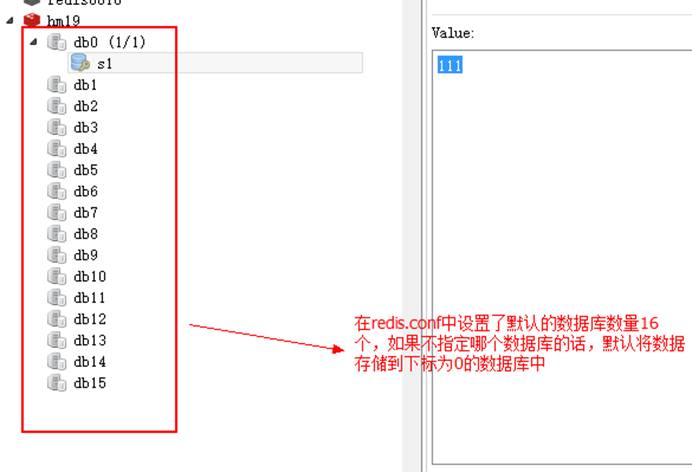 hm19
db0 (1/1)
s1
db1
db2
db3
db4
db5
db6
db7
db8
db9
db10
db11
db12
db13
db14
db15
Value:
111
在redis.conf中设置了默认的数据库数量16
个，如果不指定哪个数据库的话，默认将数据
存储到下标为0的数据库中